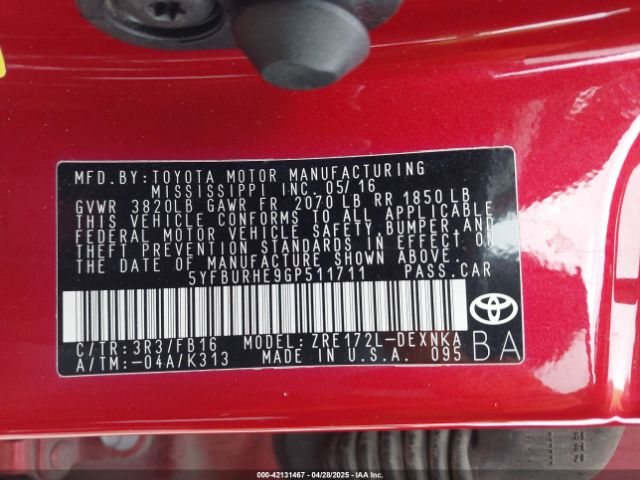 MFD. BY: TOYOTA MOTOR MANUFACTURING
MISSISSIPPI INC. 05/16
GVWR 3820LB GAWR FR 2070 LB RR 1850 LB
THIS VEHICLE CONFORMS TO ALL APPLICABLE
FEDERAL MOTOR VEHICLE SAFETY, BUMPER, AND
THEFT PREVENTION STANDARDS IN EFFECT ON
THE DATE OF MANUFACTURE SHOWN ABOVE.
5YFBURHE9GP511711 PASS. CAR
C/TR: 3R3/FB16 MODEL: ZRE172L-DEXNKA
A/TM: -04A/K313 MADE IN U.S.A. 095
BA
000-42131467 - 04/28/2025 - IAAI.COM